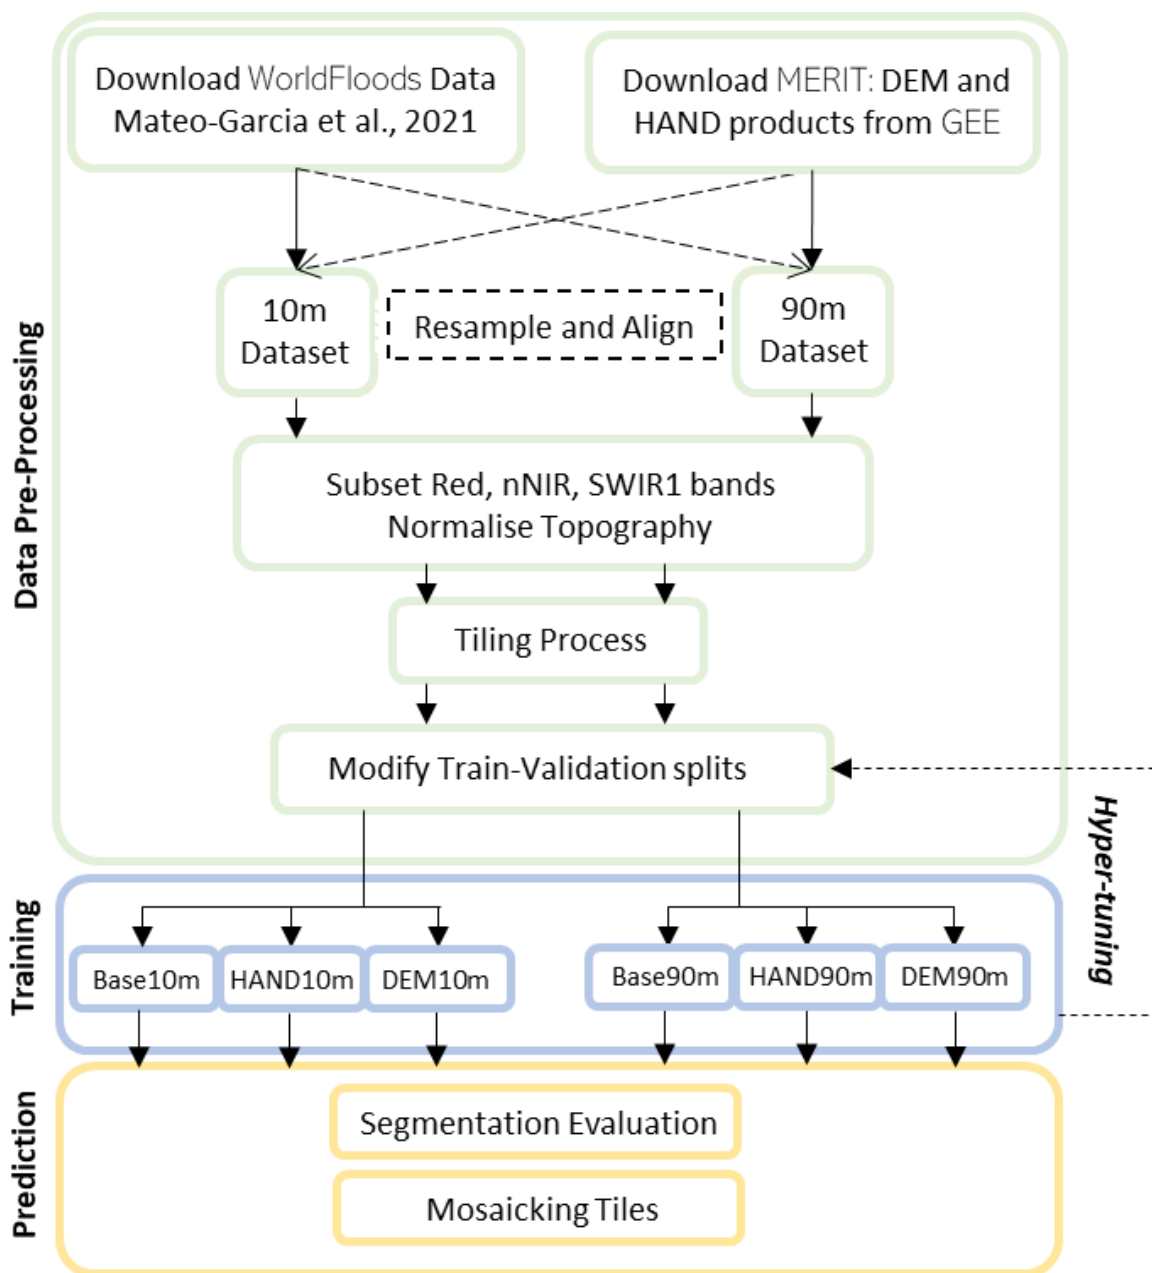 Download WorldFloods Data
Mateo-Garcia et al., 2021
Download MERIT: DEM and
HAND products from GEE
10m
Dataset
Resample and Align
90m
Dataset
Data Pre-Processing
Subset Red, nNIR, SWIR1 bands
Normalise Topography
Tiling Process
Modify Train-Validation splits
Hyper-tuning
Training
Base10m
HAND10m
DEM10m
Base90m
HAND90m
DEM90m
Prediction
Segmentation Evaluation
Mosaicking Tiles